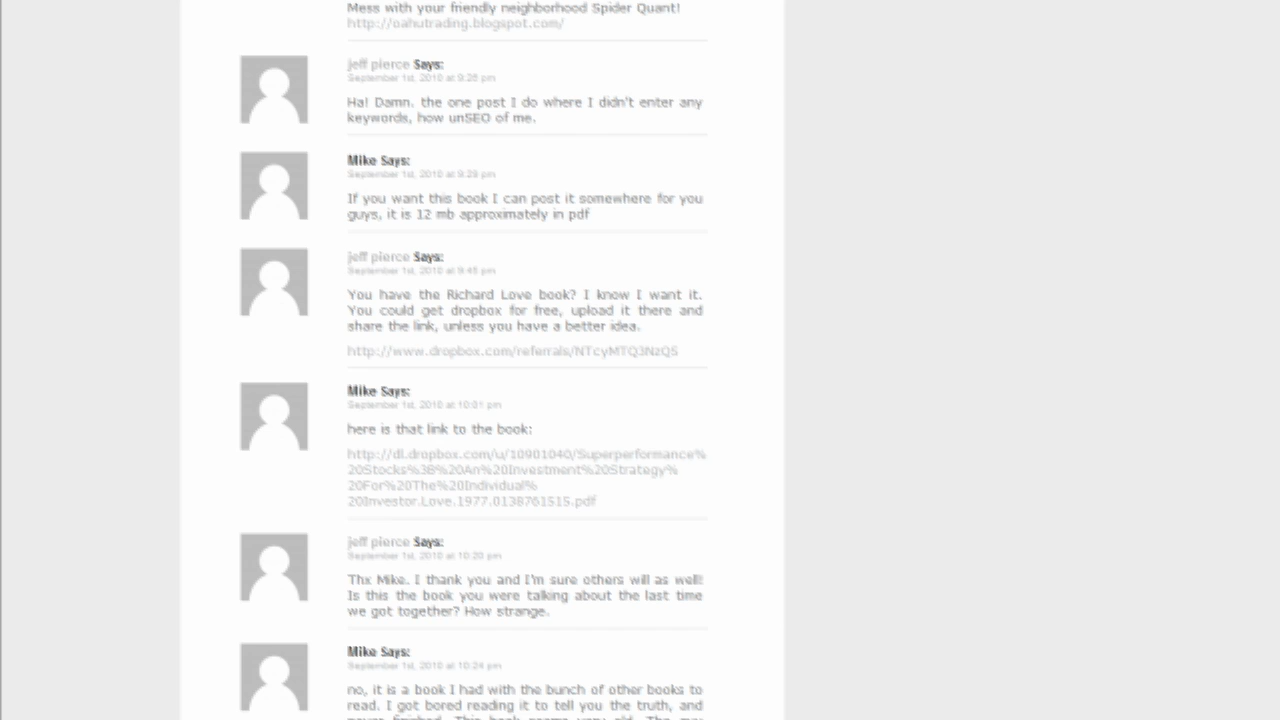 Mess with your friendly neighborhood Spider Quant!
http://oahutrading.blogspot.com/
jeff pierce Says:
September 1st, 2010 at 9:26 pm
Ha! Damn. the one post I do where I didn't enter any
keywords, how unSEO of me.
Mike Says:
September 1st, 2010 at 9:29 pm
If you want this book I can post it somewhere for you
guys, it is 12 mb approximately in pdf
jeff pierce Says:
September 1st, 2010 at 9:45 pm
You have the Richard Love book? I know I want it.
You could get dropbox for free, upload it there and
share the link, unless you have a better idea.
http://www.dropbox.com/referrals/NTcyMTQ3NzQ5
Mike Says:
September 1st, 2010 at 10:01 pm
here is that link to the book:
http://dl.dropbox.com/u/10901040/Superperformance%
20Stocks%3B%20An%20Investment%20Strategy%
20For%20The%20Individual%
20Investor.Love.1977.0138761515.pdf
jeff pierce Says:
September 1st, 2010 at 10:20 pm
Thx Mike. I thank you and I'm sure others will as well!
Is this the book you were talking about the last time
we got together? How strange.
Mike Says:
September 1st, 2010 at 10:24 pm
no, it is a book I had with the bunch of other books to
read. I got bored reading it to tell you the truth, and
never finished. This book seems very old. The guy